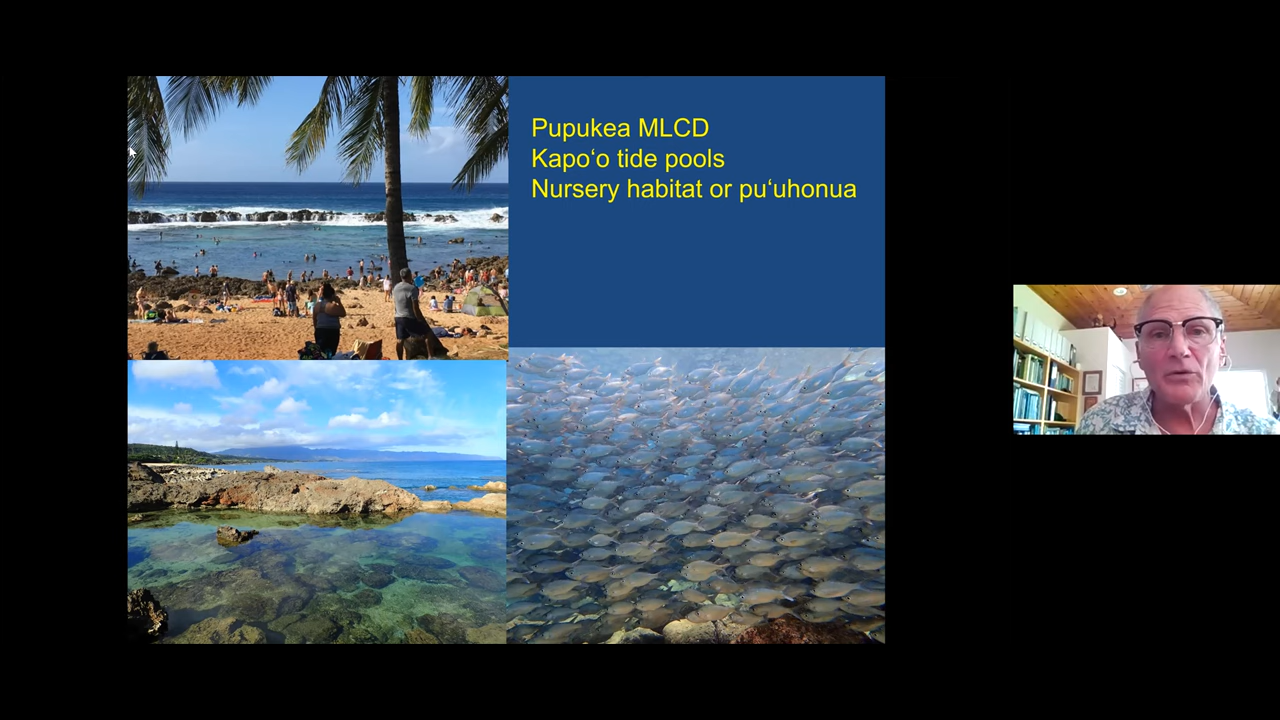 Pupukea MLCD
Kapo‘o tide pools
Nursery habitat or pu‘uhonua